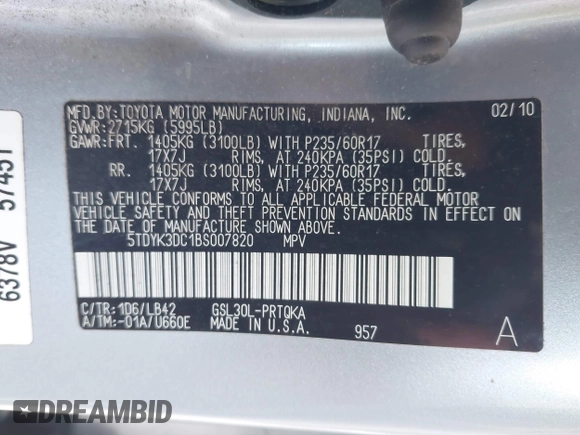 MFD.BY:TOYOTA MOTOR MANUFACTURING, INDIANA, INC. 02/10
GVWR:2715KG (5995LB)
GAWR:FRT. 1405KG (3100LB) WITH P235/60R17 TIRES,
17X7J RIMS, AT 240KPA (35PSI) COLD.
RR. 1405KG (3100LB) WITH P235/60R17 TIRES,
17X7J RIMS, AT 240KPA (35PSI) COLD.
THIS VEHICLE CONFORMS TO ALL APPLICABLE FEDERAL MOTOR
VEHICLE SAFETY AND THEFT PREVENTION STANDARDS IN EFFECT ON
THE DATE OF MANUFACTURE SHOWN ABOVE.
5TDYK3DC1BS007820 MPV
C/TR:1D6/LB42 GSL30L-PRTQKA
A/TM:-01A/U660E MADE IN U.S.A. 957 A
6378V 57451
DREAMBID